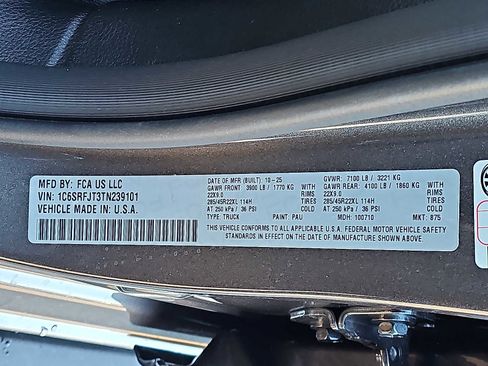 MFD BY: FCA US LLC
VIN: 1C6SRFJT3TN239101
VEHICLE MADE IN: U.S.A.
DATE OF MFR (BUILT): 10-25 GVWR: 7100 LB / 3221 KG
GAWR FRONT: 3900 LB / 1770 KG WITH GAWR REAR: 4100 LB / 1860 KG WITH
22X9.0 RIMS 22X9.0 RIMS
285/45R22XL 114H TIRES 285/45R22XL 114H TIRES
AT 250 kPa / 36 PSI COLD AT 250 kPa / 36 PSI COLD
TYPE: TRUCK PAINT: PAU MDH: 100710 MKT: 875
THIS VEHICLE CONFORMS TO ALL APPLICABLE U.S.A. FEDERAL MOTOR VEHICLE SAFETY
STANDARDS IN EFFECT ON THE DATE OF MANUFACTURE SHOWN ABOVE.